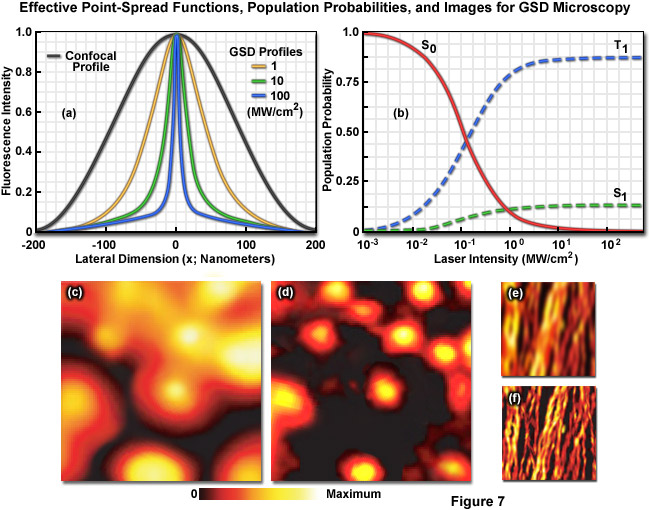 Effective Point-Spread Functions, Population Probabilities, and Images for GSD Microscopy
Fluorescence Intensity
1.0
0.8
0.6
0.4
0.2
0
Confocal
Profile
(a)
GSD Profiles
1
10
100
(MW/cm²)
-200
-100
0
100
200
Lateral Dimension (x; Nanometers)
Population Probability
1.0
0.75
0.50
0.25
0
S₀
T₁
(b)
S₁
10⁻³
10⁻²
10⁻¹
10⁰
10¹
10²
Laser Intensity (MW/cm²)
(c)
(d)
(e)
(f)
0
Maximum
Figure 7